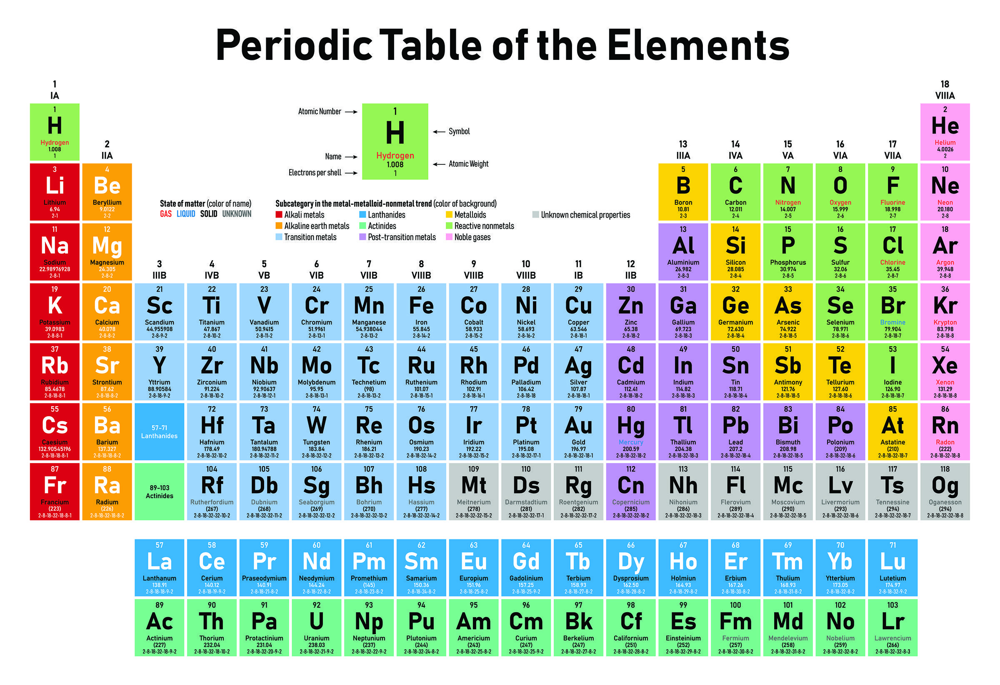 Periodic Table of the Elements
1
IA
18
VIIIA
1
H
Hydrogen
1.008
1
2
IIA
Atomic Number
Name
Electrons per shell
1
H
Hydrogen
1.008
1
Symbol
Atomic Weight
13
IIIA
14
IVA
15
VA
16
VIA
17
VIIA
2
He
Helium
4.0026
2
3
Li
Lithium
6.94
2-1
4
Be
Beryllium
9.0122
2-2
State of matter (color of name)
GAS LIQUID SOLID UNKNOWN
Subcategory in the metal-metalloid-nonmetal trend (color of background)
Alkali metals
Alkaline earth metals
Transition metals
Lanthanides
Actinides
Post-transition metals
Metalloids
Reactive nonmetals
Noble gases
Unknown chemical properties
5
B
Boron
10.81
2-3
6
C
Carbon
12.011
2-4
7
N
Nitrogen
14.007
2-5
8
O
Oxygen
15.999
2-6
9
F
Fluorine
18.998
2-7
10
Ne
Neon
20.180
2-8
11
Na
Sodium
22.98976928
2-8-1
12
Mg
Magnesium
24.305
2-8-2
3
IIIB
4
IVB
5
VB
6
VIB
7
VIIB
8
VIIIB
9
VIIIB
10
VIIIB
11
IB
12
IIB
13
Al
Aluminium
26.982
2-8-3
14
Si
Silicon
28.085
2-8-4
15
P
Phosphorus
30.974
2-8-5
16
S
Sulfur
32.06
2-8-6
17
Cl
Chlorine
35.45
2-8-7
18
Ar
Argon
39.948
2-8-8
19
K
Potassium
39.0983
2-8-8-1
20
Ca
Calcium
40.078
2-8-8-2
21
Sc
Scandium
44.955908
2-8-9-2
22
Ti
Titanium
47.867
2-8-10-2
23
V
Vanadium
50.9415
2-8-11-2
24
Cr
Chromium
51.9961
2-8-13-1
25
Mn
Manganese
54.938044
2-8-13-2
26
Fe
Iron
55.845
2-8-14-2
27
Co
Cobalt
58.933
2-8-15-2
28
Ni
Nickel
58.693
2-8-16-2
29
Cu
Copper
63.546
2-8-18-1
30
Zn
Zinc
65.38
2-8-18-2
31
Ga
Gallium
69.723
2-8-18-3
32
Ge
Germanium
72.630
2-8-18-4
33
As
Arsenic
74.922
2-8-18-5
34
Se
Selenium
78.971
2-8-18-6
35
Br
Bromine
79.904
2-8-18-7
36
Kr
Krypton
83.798
2-8-18-8
37
Rb
Rubidium
85.4678
2-8-18-8-1
38
Sr
Strontium
87.62
2-8-18-8-2
39
Y
Yttrium
88.90584
2-8-18-9-2
40
Zr
Zirconium
91.224
2-8-18-10-2
41
Nb
Niobium
92.90637
2-8-18-12-1
42
Mo
Molybdenum
95.95
2-8-18-13-1
43
Tc
Technetium
(98)
2-8-18-13-2
44
Ru
Ruthenium
101.07
2-8-18-15-1
45
Rh
Rhodium
102.91
2-8-18-16-1
46
Pd
Palladium
106.42
2-8-18-18
47
Ag
Silver
107.87
2-8-18-18-1
48
Cd
Cadmium
112.41
2-8-18-18-2
49
In
Indium
114.82
2-8-18-18-3
50
Sn
Tin
118.71
2-8-18-18-4
51
Sb
Antimony
121.76
2-8-18-18-5
52
Te
Tellurium
127.60
2-8-18-18-6
53
I
Iodine
126.90
2-8-18-18-7
54
Xe
Xenon
131.29
2-8-18-18-8
55
Cs
Caesium
132.90545196
2-8-18-18-8-1
56
Ba
Barium
137.327
2-8-18-18-8-2
57-71
Lanthanides
72
Hf
Hafnium
178.49
2-8-18-32-10-2
73
Ta
Tantalum
180.94788
2-8-18-32-11-2
74
W
Tungsten
183.84
2-8-18-32-12-2
75
Re
Rhenium
186.21
2-8-18-32-13-2
76
Os
Osmium
190.23
2-8-18-32-14-2
77
Ir
Iridium
192.22
2-8-18-32-15-2
78
Pt
Platinum
195.08
2-8-18-32-17-1
79
Au
Gold
196.97
2-8-18-32-18-1
80
Hg
Mercury
200.59
2-8-18-32-18-2
81
Tl
Thallium
204.38
2-8-18-32-18-3
82
Pb
Lead
207.2
2-8-18-32-18-4
83
Bi
Bismuth
208.98
2-8-18-32-18-5
84
Po
Polonium
(209)
2-8-18-32-18-6
85
At
Astatine
(210)
2-8-18-32-18-7
86
Rn
Radon
(222)
2-8-18-32-18-8
87
Fr
Francium
(223)
2-8-18-32-18-8-1
88
Ra
Radium
(226)
2-8-18-32-18-8-2
89-103
Actinides
104
Rf
Rutherfordium
(267)
2-8-18-32-32-10-2
105
Db
Dubnium
(268)
2-8-18-32-32-11-2
106
Sg
Seaborgium
(269)
2-8-18-32-32-12-2
107
Bh
Bohrium
(270)
2-8-18-32-32-13-2
108
Hs
Hassium
(277)
2-8-18-32-32-14-2
109
Mt
Meitnerium
(278)
2-8-18-32-32-15-2
110
Ds
Darmstadtium
(281)
2-8-18-32-32-17-1
111
Rg
Roentgenium
(282)
2-8-18-32-32-17-2
112
Cn
Copernicium
(285)
2-8-18-32-32-18-2
113
Nh
Nihonium
(286)
2-8-18-32-32-18-3
114
Fl
Flerovium
(289)
2-8-18-32-32-18-4
115
Mc
Moscovium
(290)
2-8-18-32-32-18-5
116
Lv
Livermorium
(293)
2-8-18-32-32-18-6
117
Ts
Tennessine
(294)
2-8-18-32-32-18-7
118
Og
Oganesson
(294)
2-8-18-32-32-18-8
57
La
Lanthanum
138.91
2-8-18-18-9-2
58
Ce
Cerium
140.12
2-8-18-19-9-2
59
Pr
Praseodymium
140.91
2-8-18-21-8-2
60
Nd
Neodymium
144.24
2-8-18-22-8-2
61
Pm
Promethium
(145)
2-8-18-23-8-2
62
Sm
Samarium
150.36
2-8-18-24-8-2
63
Eu
Europium
151.96
2-8-18-25-8-2
64
Gd
Gadolinium
157.25
2-8-18-25-9-2
65
Tb
Terbium
158.93
2-8-18-27-8-2
66
Dy
Dysprosium
162.50
2-8-18-28-8-2
67
Ho
Holmiun
164.93
2-8-18-29-8-2
68
Er
Erbium
167.26
2-8-18-30-8-2
69
Tm
Thulium
168.93
2-8-18-31-8-2
70
Yb
Ytterbium
173.05
2-8-18-32-8-2
71
Lu
Lutetium
174.97
2-8-18-32-9-2
89
Ac
Actinium
(227)
2-8-18-32-18-9-2
90
Th
Thorium
232.04
2-8-18-32-18-10-2
91
Pa
Protactinium
231.04
2-8-18-32-20-9-2
92
U
Uranium
238.03
2-8-18-32-21-9-2
93
Np
Neptunium
(237)
2-8-18-32-22-9-2
94
Pu
Plutonium
(244)
2-8-18-32-24-8-2
95
Am
Americium
(243)
2-8-18-32-25-8-2
96
Cm
Curium
(247)
2-8-18-32-25-9-2
97
Bk
Berkelium
(247)
2-8-18-32-27-8-2
98
Cf
Californium
(251)
2-8-18-32-28-8-2
99
Es
Einsteinium
(252)
2-8-18-32-29-8-2
100
Fm
Fermium
(257)
2-8-18-32-30-8-2
101
Md
Mendelevium
(258)
2-8-18-32-31-8-2
102
No
Nobelium
(259)
2-8-18-32-32-8-2
103
Lr
Lawrencium
(266)
2-8-18-32-32-8-3